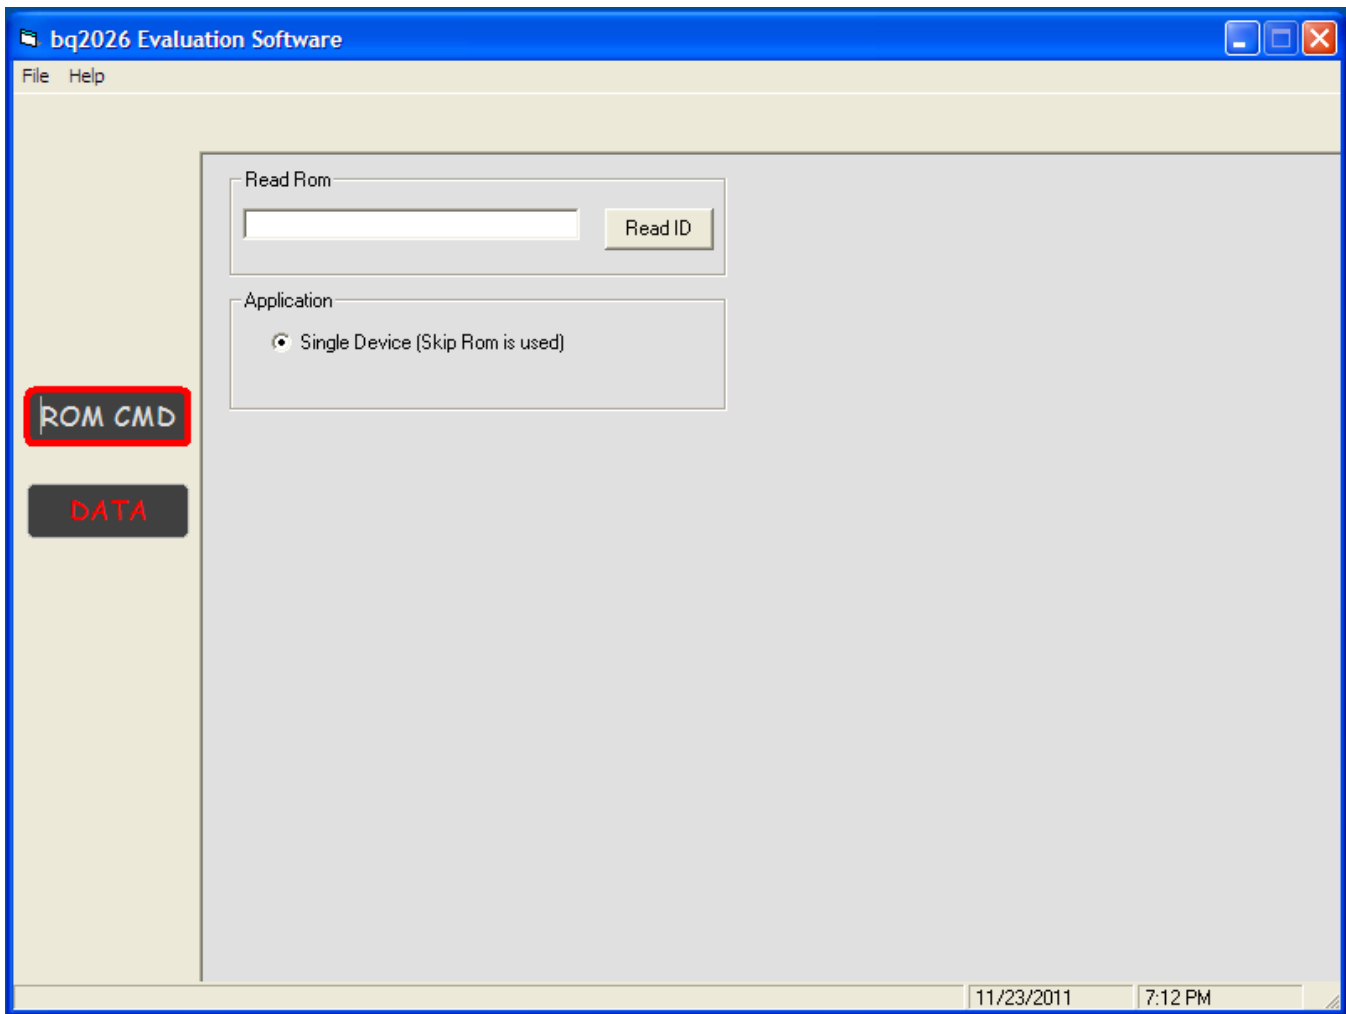 bq2026 Evaluation Software
File Help
Read Rom
Read ID
Application
Single Device (Skip Rom is used)
ROM CMD
DATA
11/23/2011 7:12 PM